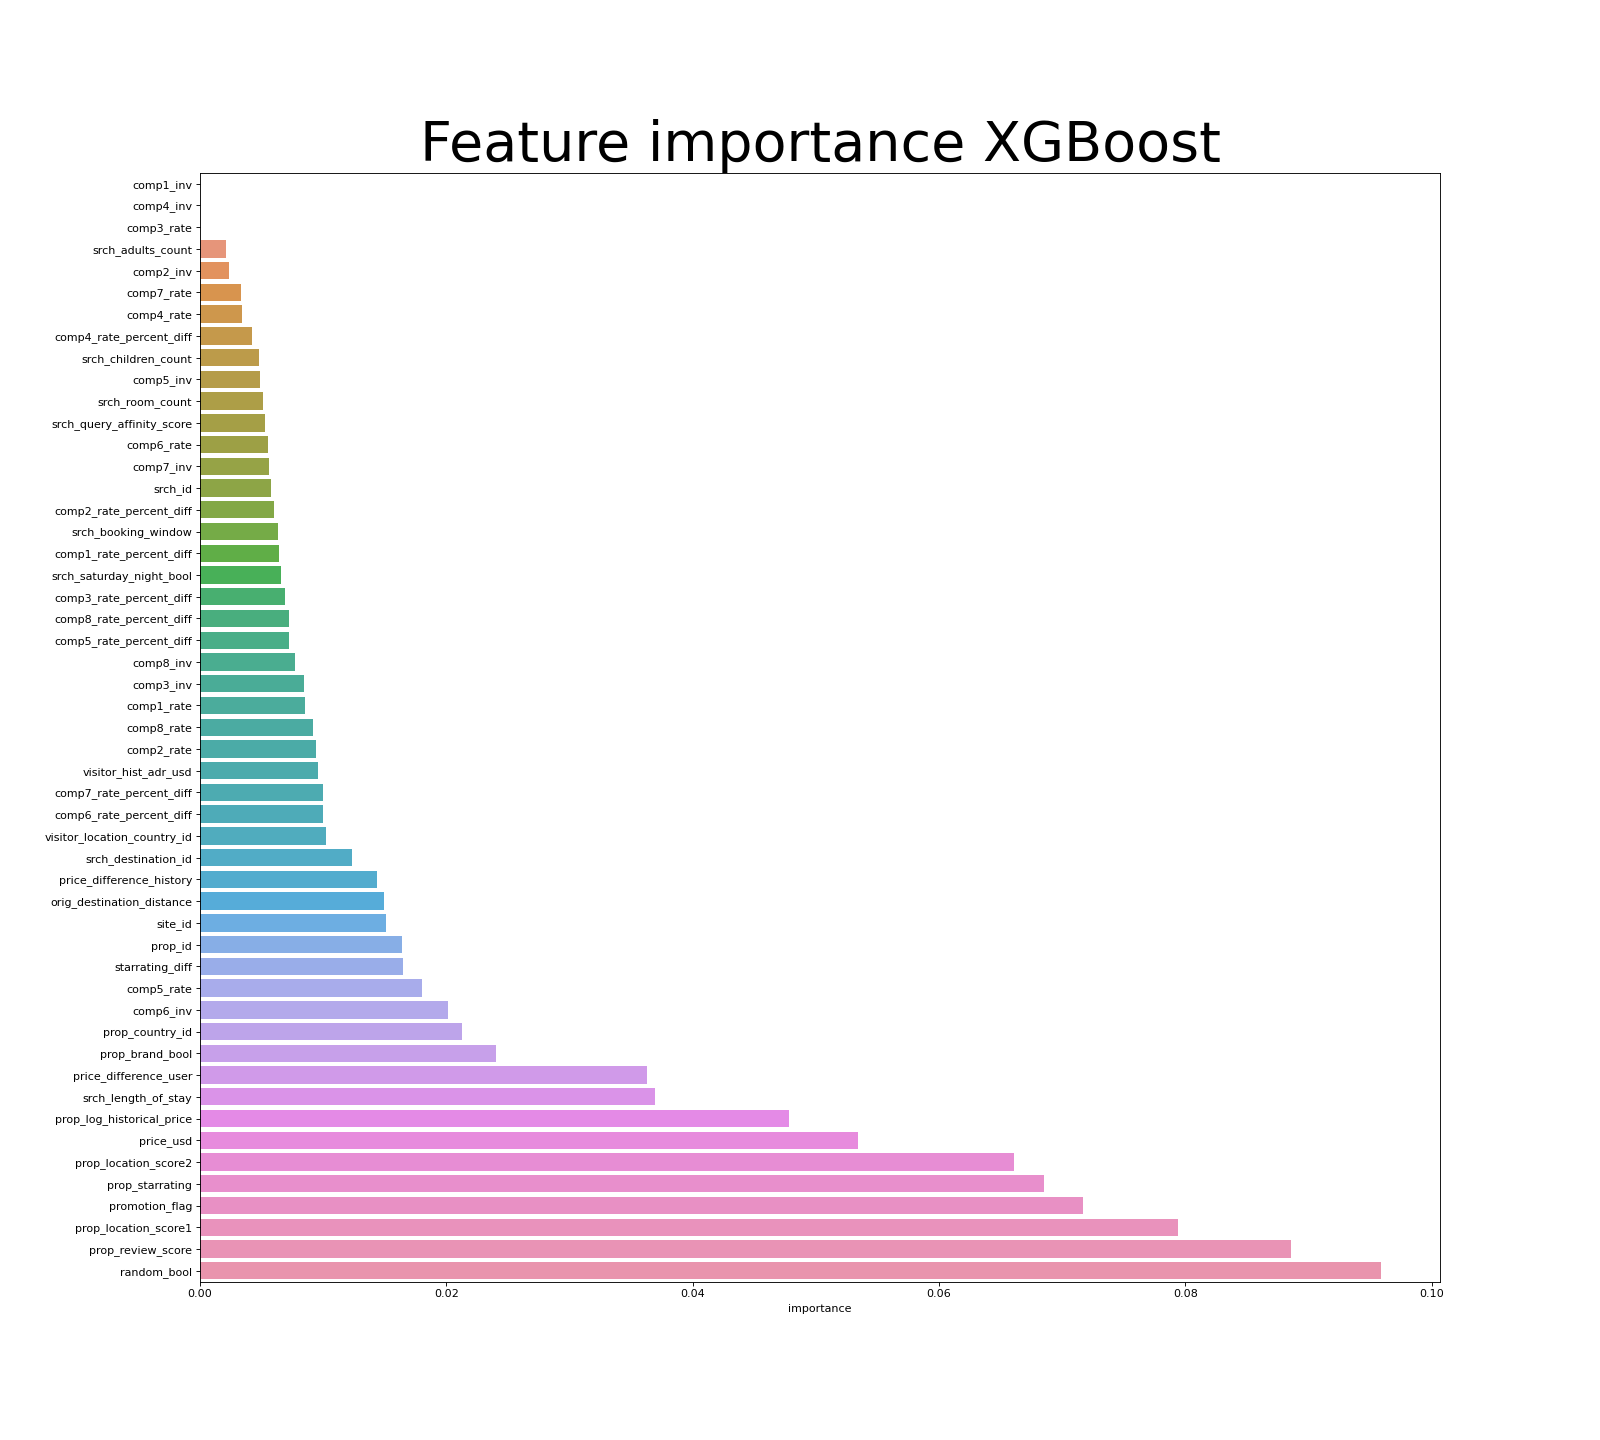 Feature importance XGBoost
comp1_inv
comp4_inv
comp3_rate
srch_adults_count
comp2_inv
comp7_rate
comp4_rate
comp4_rate_percent_diff
srch_children_count
comp5_inv
srch_room_count
srch_query_affinity_score
comp6_rate
comp7_inv
srch_id
comp2_rate_percent_diff
srch_booking_window
comp1_rate_percent_diff
srch_saturday_night_bool
comp3_rate_percent_diff
comp8_rate_percent_diff
comp5_rate_percent_diff
comp8_inv
comp3_inv
comp1_rate
comp8_rate
comp2_rate
visitor_hist_adr_usd
comp7_rate_percent_diff
comp6_rate_percent_diff
visitor_location_country_id
srch_destination_id
price_difference_history
orig_destination_distance
site_id
prop_id
starrating_diff
comp5_rate
comp6_inv
prop_country_id
prop_brand_bool
price_difference_user
srch_length_of_stay
prop_log_historical_price
price_usd
prop_location_score2
prop_starrating
promotion_flag
prop_location_score1
prop_review_score
random_bool
0.00 0.02 0.04 0.06 0.08 0.10
importance